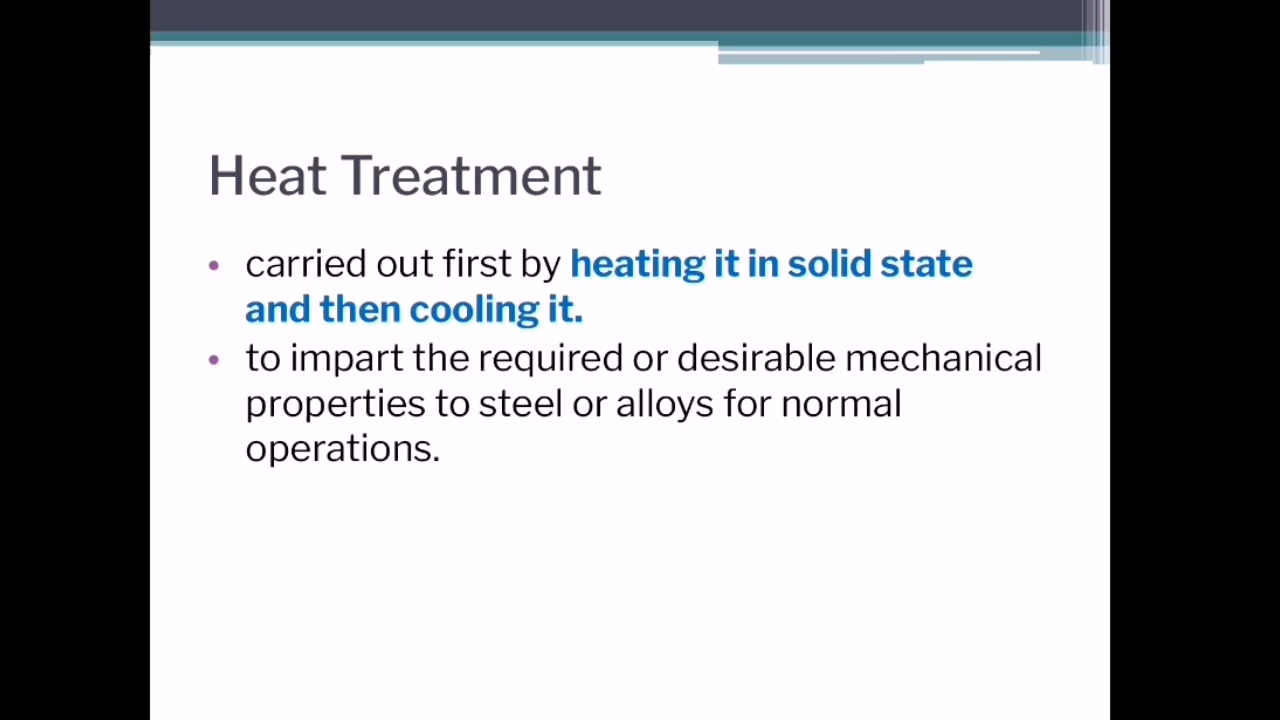 Heat Treatment
• carried out first by heating it in solid state
and then cooling it.
• to impart the required or desirable mechanical
properties to steel or alloys for normal
operations.